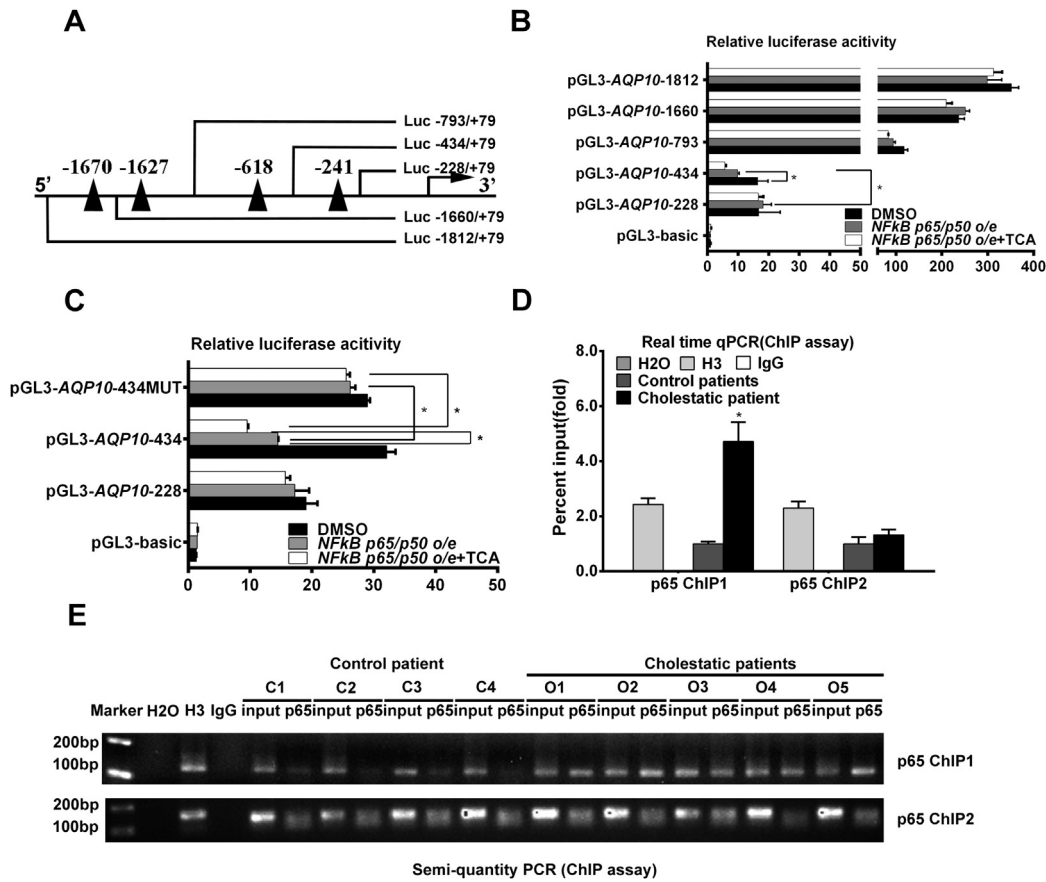 A
-793/+79
Luc -793/+79
Luc -434/+79
Luc -228/+79
-1670
-1627
-618
-241
5'
3'
Luc -1660/+79
Luc -1812/+79
B
Relative luciferase acitivity
pGL3-AQP10-1812
pGL3-AQP10-1660
pGL3-AQP10-793
pGL3-AQP10-434
pGL3-AQP10-228
pGL3-basic
*
*
DMSO
NFkB p65/p50 o/e
NFkB p65/p50 o/e+TCA
0 10 20 30 40 50 100 200 300 400
C
Relative luciferase acitivity
pGL3-AQP10-434MUT
pGL3-AQP10-434
pGL3-AQP10-228
pGL3-basic
* *
*
DMSO
NFkB p65/p50 o/e
NFkB p65/p50 o/e+TCA
0 10 20 30 40 50
D
Real time qPCR(ChIP assay)
H2O H3 IgG
Control patients
Cholestatic patient
Percent input(fold)
8.0
6.0
4.0
2.0
0
*
p65 ChIP1 p65 ChIP2
E
Control patient Cholestatic patients
C1 C2 C3 C4 O1 O2 O3 O4 O5
Marker H2O H3 IgG input p65 input p65 input p65 input p65 input p65 input p65 input p65 input p65 input p65
200bp
100bp
p65 ChIP1
200bp
100bp
p65 ChIP2
Semi-quantity PCR (ChIP assay)